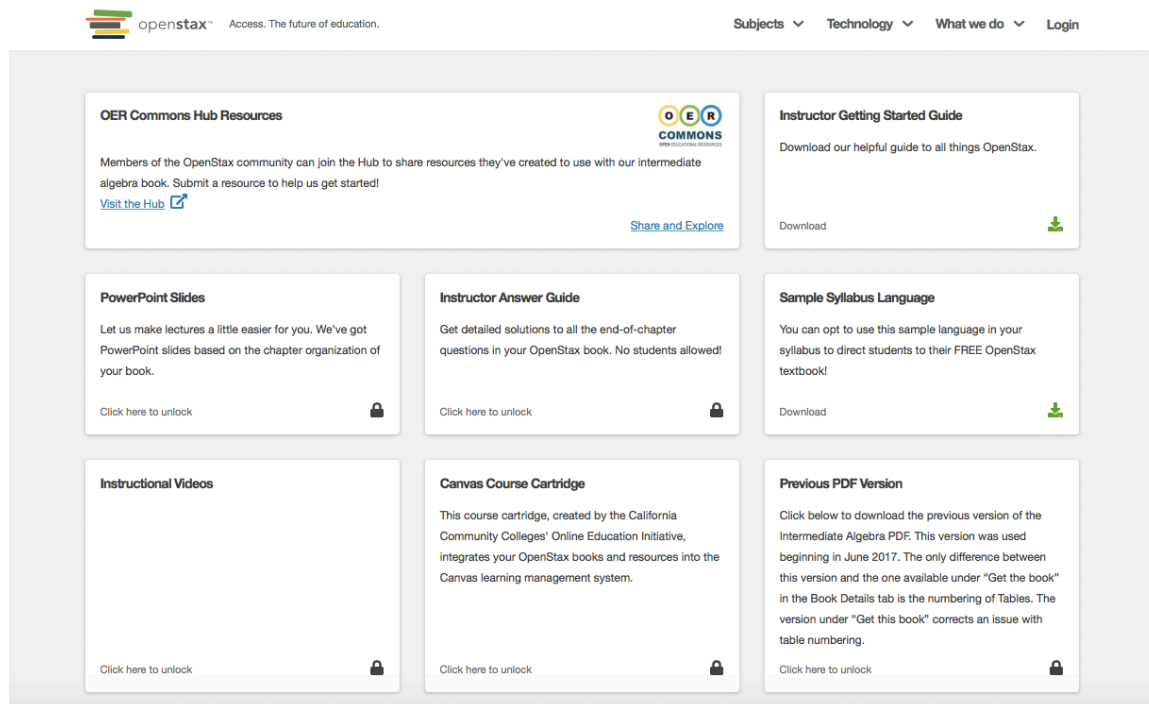 openstax™ Access. The future of education.
Subjects Technology What we do Login
OER Commons Hub Resources
OER
COMMONS
OPEN EDUCATIONAL RESOURCES
Members of the OpenStax community can join the Hub to share resources they've created to use with our intermediate
algebra book. Submit a resource to help us get started!
Visit the Hub
Share and Explore
Instructor Getting Started Guide
Download our helpful guide to all things OpenStax.
Download
PowerPoint Slides
Let us make lectures a little easier for you. We've got
PowerPoint slides based on the chapter organization of
your book.
Click here to unlock
Instructor Answer Guide
Get detailed solutions to all the end-of-chapter
questions in your OpenStax book. No students allowed!
Click here to unlock
Sample Syllabus Language
You can opt to use this sample language in your
syllabus to direct students to their FREE OpenStax
textbook!
Download
Instructional Videos
Click here to unlock
Canvas Course Cartridge
This course cartridge, created by the California
Community Colleges' Online Education Initiative,
integrates your OpenStax books and resources into the
Canvas learning management system.
Click here to unlock
Previous PDF Version
Click below to download the previous version of the
Intermediate Algebra PDF. This version was used
beginning in June 2017. The only difference between
this version and the one available under "Get the book"
in the Book Details tab is the numbering of Tables. The
version under "Get this book" corrects an issue with
table numbering.
Click here to unlock